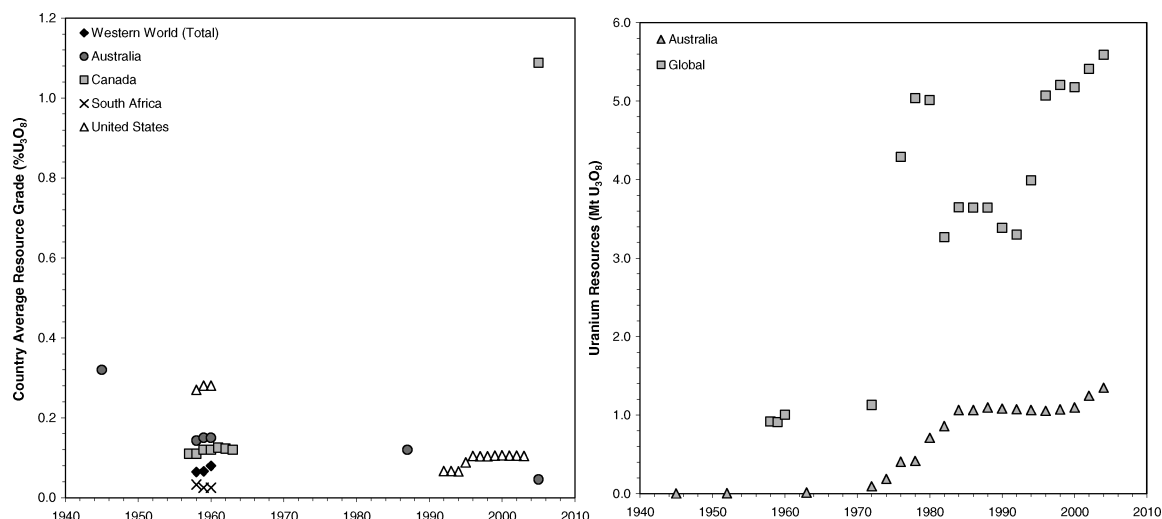 Country Average Resource Grade (%U₃O₈)
1.2
1.0
0.8
0.6
0.4
0.2
0.0
Western World (Total)
Australia
Canada
South Africa
United States
1940 1950 1960 1970 1980 1990 2000 2010
Uranium Resources (Mt U₃O₈)
6.0
5.0
4.0
3.0
2.0
1.0
0.0
Australia
Global
1940 1950 1960 1970 1980 1990 2000 2010